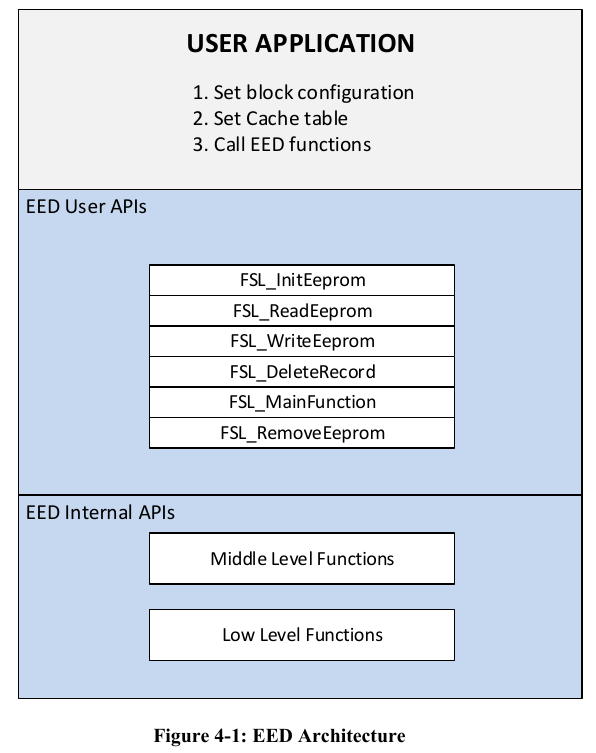 USER APPLICATION
1. Set block configuration
2. Set Cache table
3. Call EED functions
EED User APIs
FSL_InitEeprom
FSL_ReadEeprom
FSL_WriteEeprom
FSL_DeleteRecord
FSL_MainFunction
FSL_RemoveEeprom
EED Internal APIs
Middle Level Functions
Low Level Functions
Figure 4-1: EED Architecture